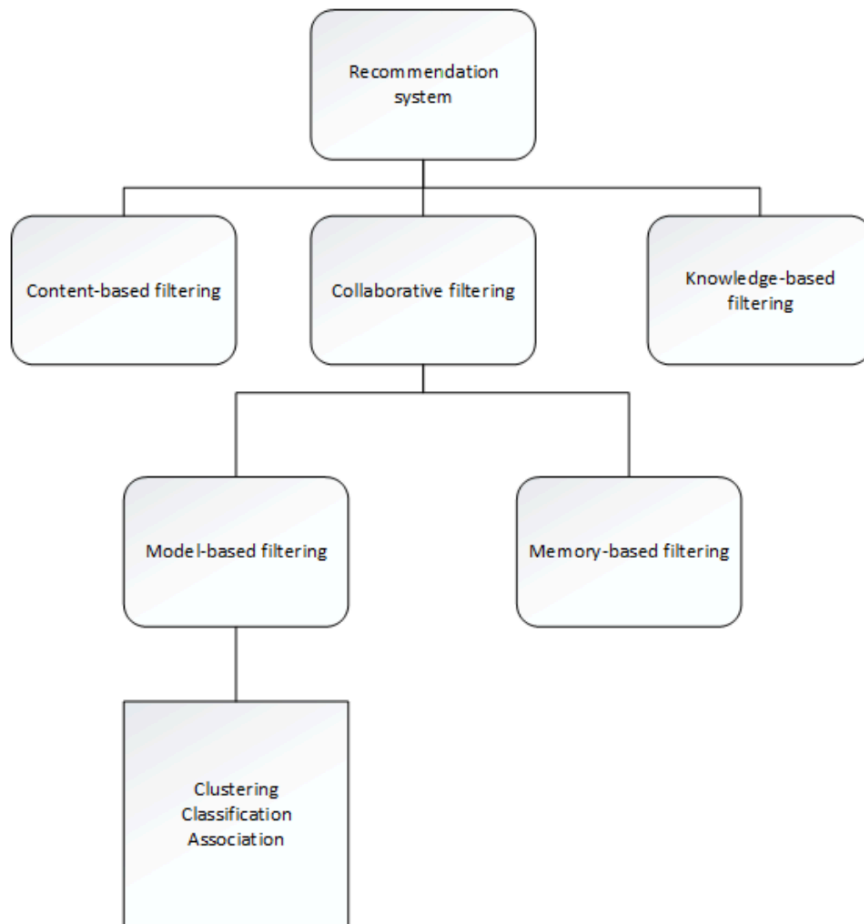 Recommendation
system
Content-based filtering
Collaborative filtering
Knowledge-based
filtering
Model-based filtering
Memory-based filtering
Clustering
Classification
Association